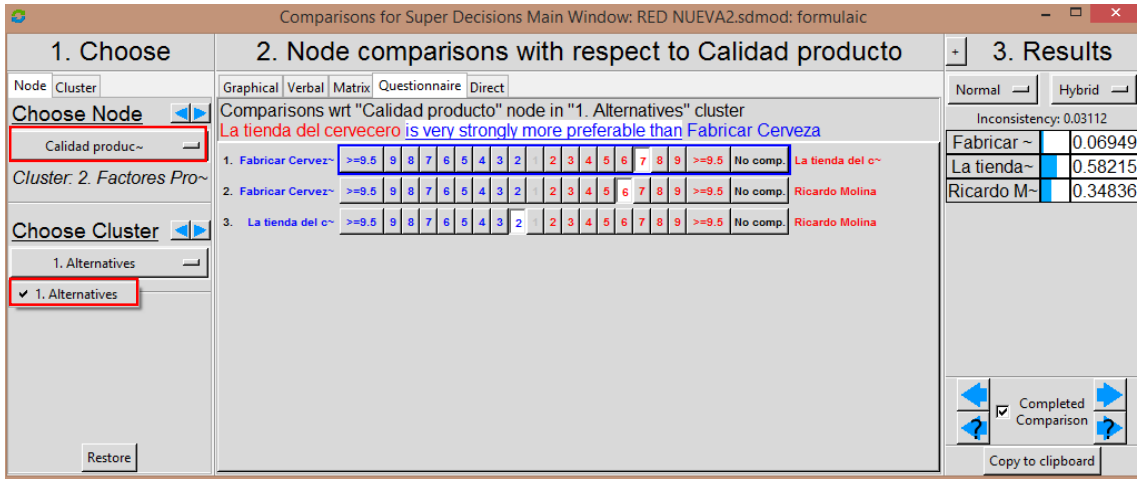 Comparisons for Super Decisions Main Window: RED NUEVA2.sdmod: formulaic
1. Choose
Node Cluster
Choose Node
Calidad produc~
Cluster: 2. Factores Pro~
Choose Cluster
1. Alternatives
✔ 1. Alternatives
Restore
2. Node comparisons with respect to Calidad producto
Graphical Verbal Matrix Questionnaire Direct
Comparisons wrt "Calidad producto" node in "1. Alternatives" cluster
La tienda del cervecero is very strongly more preferable than Fabricar Cerveza
1. Fabricar Cervez~ >=9.5 9 8 7 6 5 4 3 2 1 2 3 4 5 6 7 8 9 >=9.5 No comp. La tienda del c~
2. Fabricar Cervez~ >=9.5 9 8 7 6 5 4 3 2 1 2 3 4 5 6 7 8 9 >=9.5 No comp. Ricardo Molina
3. La tienda del c~ >=9.5 9 8 7 6 5 4 3 2 1 2 3 4 5 6 7 8 9 >=9.5 No comp. Ricardo Molina
+ 3. Results
Normal Hybrid
Inconsistency: 0.03112
Fabricar ~ 0.06949
La tienda~ 0.58215
Ricardo M~ 0.34836
Completed
Comparison
? ?
Copy to clipboard